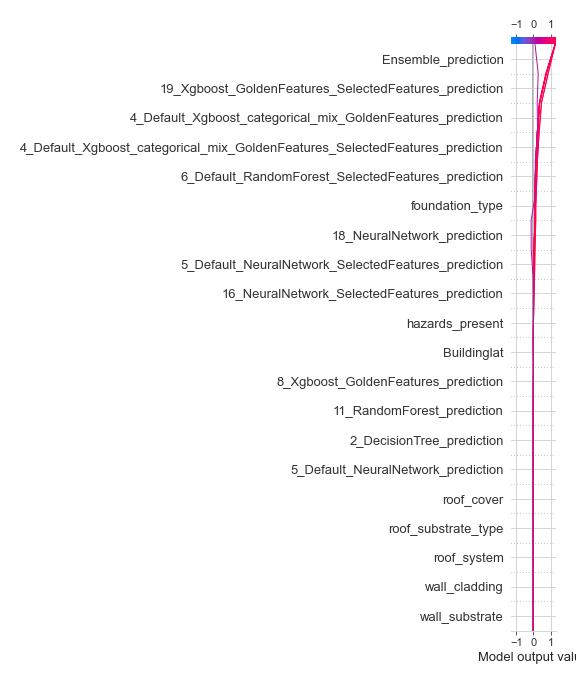 −1 0 1
Ensemble_prediction
19_Xgboost_GoldenFeatures_SelectedFeatures_prediction
4_Default_Xgboost_categorical_mix_GoldenFeatures_prediction
4_Default_Xgboost_categorical_mix_GoldenFeatures_SelectedFeatures_prediction
6_Default_RandomForest_SelectedFeatures_prediction
foundation_type
18_NeuralNetwork_prediction
5_Default_NeuralNetwork_SelectedFeatures_prediction
16_NeuralNetwork_SelectedFeatures_prediction
hazards_present
Buildinglat
8_Xgboost_GoldenFeatures_prediction
11_RandomForest_prediction
2_DecisionTree_prediction
5_Default_NeuralNetwork_prediction
roof_cover
roof_substrate_type
roof_system
wall_cladding
wall_substrate
−1 0 1
Model output valu